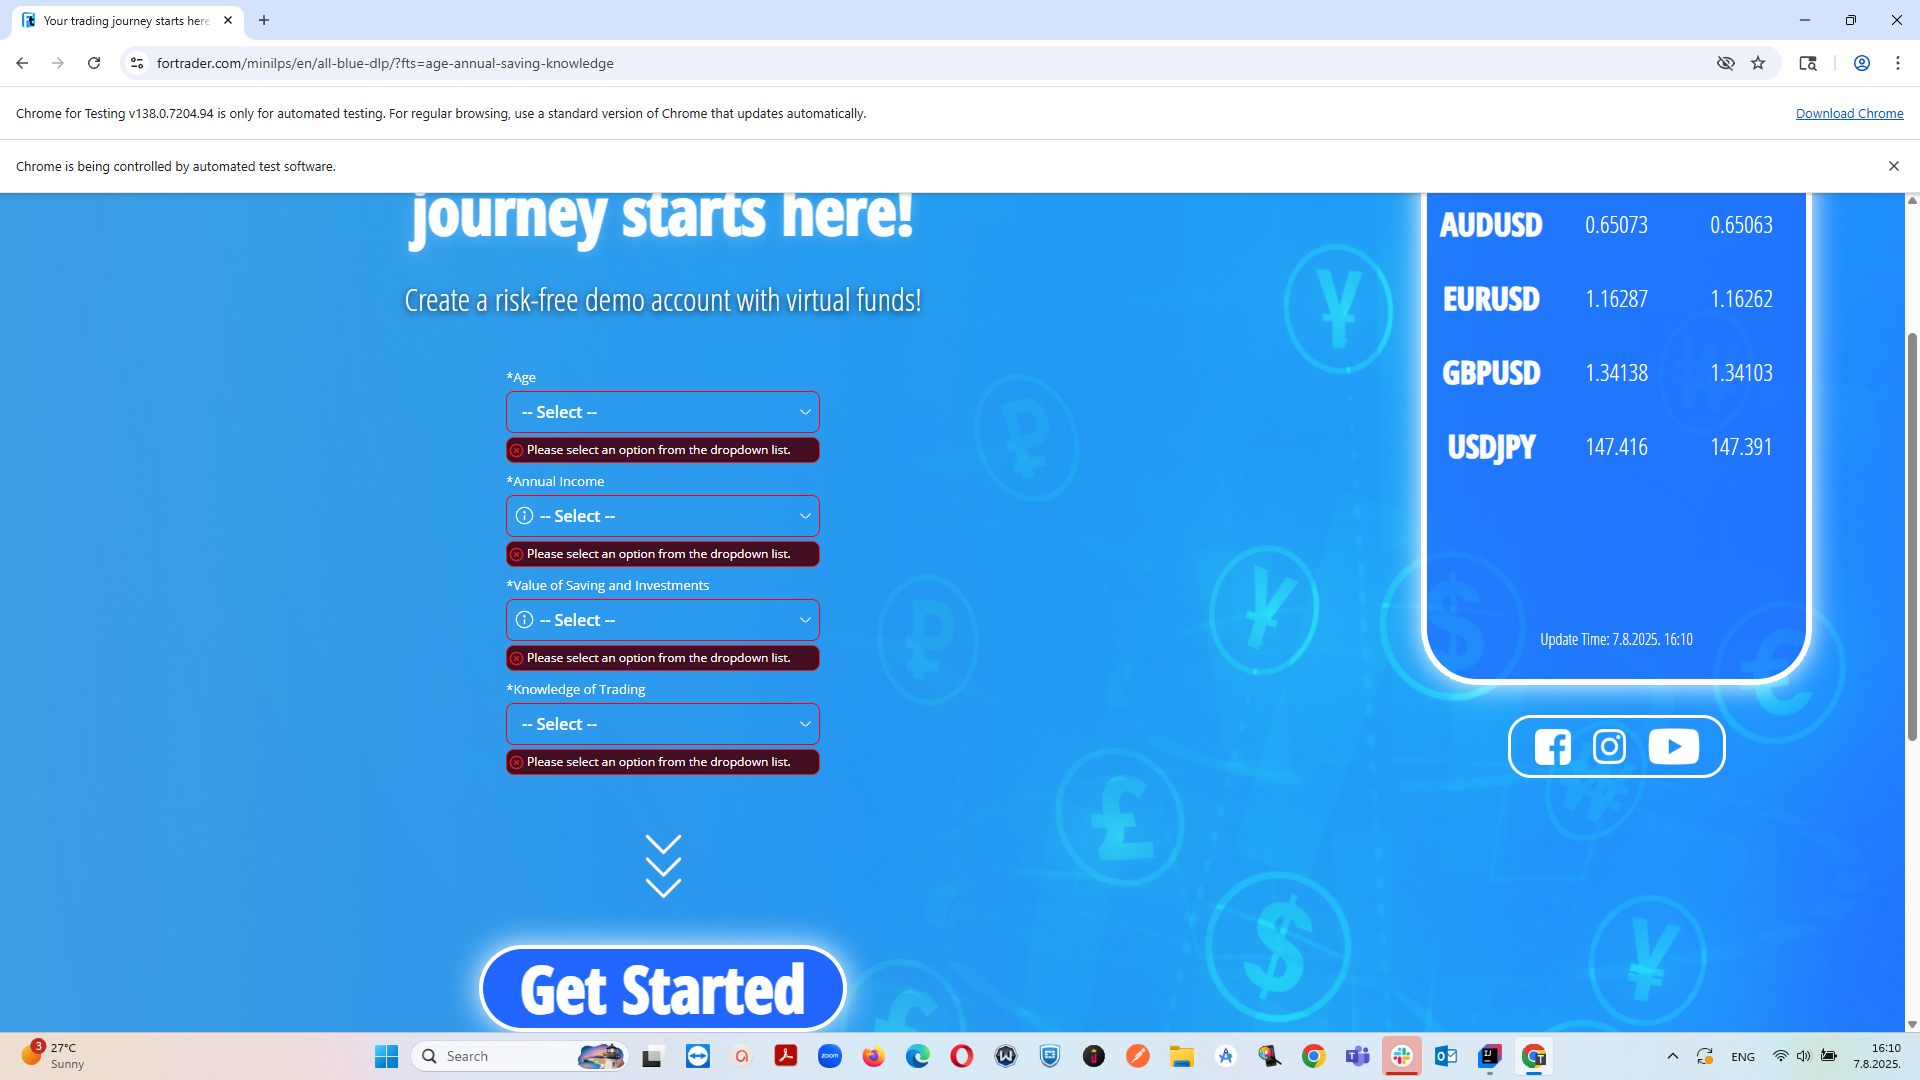 Your trading journey starts here
fortrader.com/minilps/en/all-blue-dlp/?fts=age-annual-saving-knowledge
Chrome for Testing v138.0.7204.94 is only for automated testing. For regular browsing, use a standard version of Chrome that updates automatically.
Download Chrome
Chrome is being controlled by automated test software.
journey starts here!
Create a risk-free demo account with virtual funds!
*Age
-- Select --
Please select an option from the dropdown list.
*Annual Income
-- Select --
Please select an option from the dropdown list.
*Value of Saving and Investments
-- Select --
Please select an option from the dropdown list.
*Knowledge of Trading
-- Select --
Please select an option from the dropdown list.
Get Started
AUDUSD 0.65073 0.65063
EURUSD 1.16287 1.16262
GBPUSD 1.34138 1.34103
USDJPY 147.416 147.391
Update Time: 7.8.2025. 16:10
3
27°C
Sunny
Search
zoom
ENG
16:10
7.8.2025.